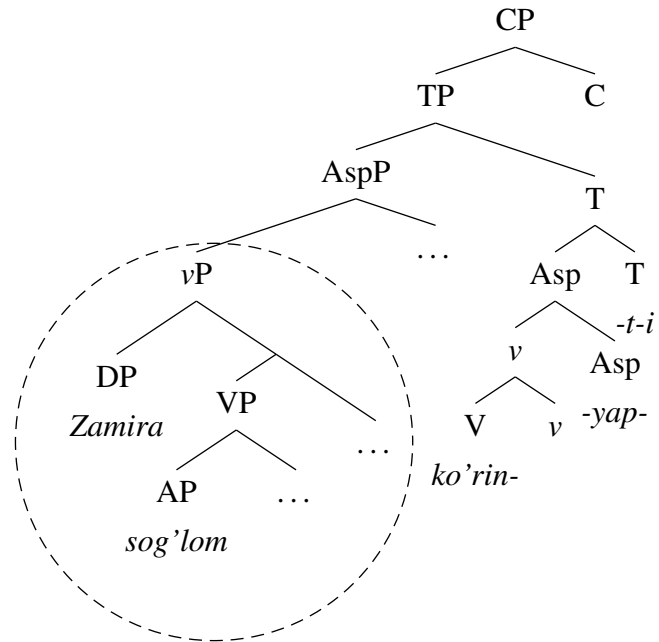 CP
TP C
AspP T
vP ... Asp T
-t-i
DP v Asp
VP
Zamira ... V v -yap-
AP ... ko'rin-
sog'lom